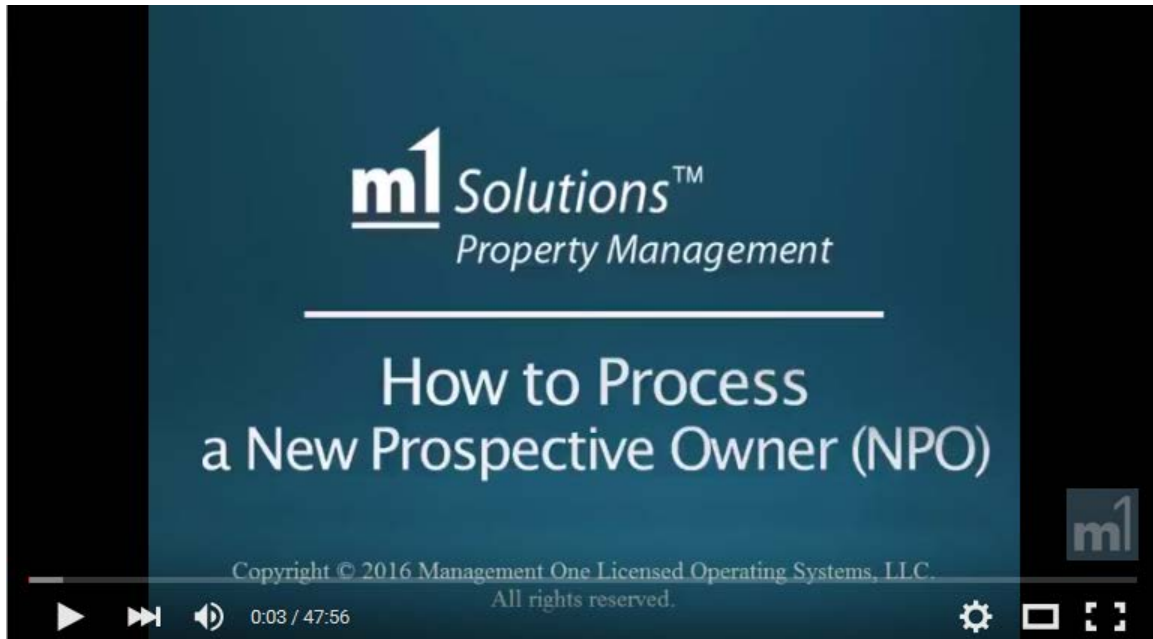 m1 Solutions™
Property Management
How to Process
a New Prospective Owner (NPO)
m1
Copyright © 2016 Management One Licensed Operating Systems, LLC.
All rights reserved.
0:03 / 47:56